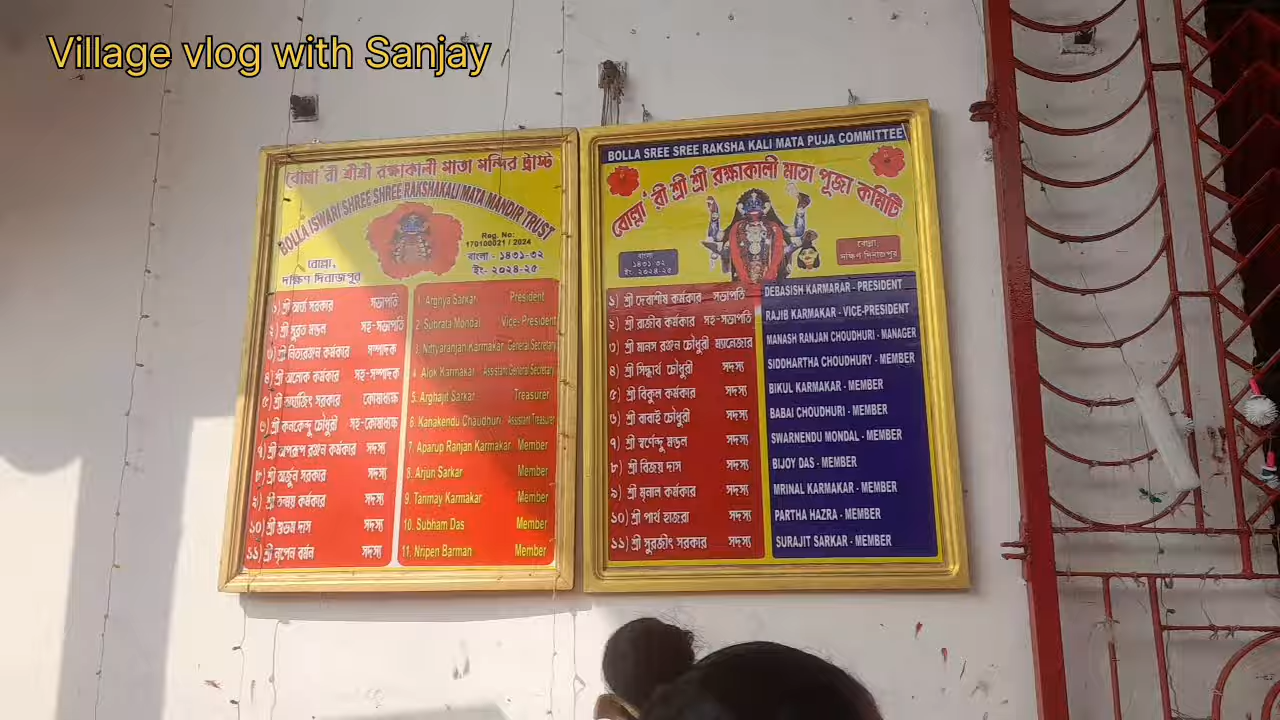 Village vlog with Sanjay
বোল্লা রী শ্রীশ্রী রক্ষাকালী মাতা মন্দির ট্রাস্ট
BOLLA ISWARI SHREE SHREE RAKSHAKALI MATA MANDIR TRUST
Reg. No:
170100021 / 2024
বোল্লা,
দক্ষিণ দিনাজপুর
বাংলা - ১৪৩১-৩২
ইং- ২০২৪-২৫
১) শ্রী অর্ঘ্য সরকার সভাপতি
২) শ্রী সুব্রত মন্ডল সহ-সভাপতি
৩) শ্রী নিত্যরঞ্জন কর্মকার সম্পাদক
৪) শ্রী অলোক কর্মকার সহ-সম্পাদক
৫) শ্রী অর্ঘ্যজিৎ সরকার কোষাধ্যক্ষ
৬) শ্রী কনকেন্দু চৌধুরী সহ-কোষাধ্যক্ষ
৭) শ্রী অপরূপ রঞ্জন কর্মকার সদস্য
৮) শ্রী অর্জুন সরকার সদস্য
৯) শ্রী তন্ময় কর্মকার সদস্য
১০) শ্রী শুভম দাস সদস্য
১১) শ্রী নৃপেন বর্মন সদস্য
1. Arghya Sarkar President
2. Subrata Mondal Vice- President
3. Nityaranjan Karmakar General Secretary
4. Alok Karmakar Assistant General Secretary
5. Arghajit Sarkar Treasurer
6. Kanakendu Chaudhuri Assistant Treasurer
7. Aparup Ranjan Karmakar Member
8. Arjun Sarkar Member
9. Tanmay Karmakar Member
10. Subham Das Member
11. Nripen Barman Member
BOLLA SREE SREE RAKSHA KALI MATA PUJA COMMITTEE
বোল্লা রী শ্রী শ্রী রক্ষাকালী মাতা পূজা কমিটি
বাংলা
১৪৩১-৩২
ইং- ২০২৪-২৫
বোল্লা,
দক্ষিণ দিনাজপুর
১) শ্রী দেবাশীষ কর্মকার সভাপতি
২) শ্রী রাজীব কর্মকার সহ-সভাপতি
৩) শ্রী মানস রঞ্জন চৌধুরী ম্যানেজার
৪) শ্রী সিদ্ধার্থ চৌধুরী সদস্য
৫) শ্রী বিকুল কর্মকার সদস্য
৬) শ্রী বাবাই চৌধুরী সদস্য
৭) শ্রী স্বর্ণেন্দু মন্ডল সদস্য
৮) শ্রী বিজয় দাস সদস্য
৯) শ্রী মৃনাল কর্মকার সদস্য
১০) শ্রী পার্থ হাজরা সদস্য
১১) শ্রী সুরজীৎ সরকার সদস্য
DEBASISH KARMARAR - PRESIDENT
RAJIB KARMAKAR - VICE-PRESIDENT
MANASH RANJAN CHOUDHURI - MANAGER
SIDDHARTHA CHOUDHURY - MEMBER
BIKUL KARMAKAR - MEMBER
BABAI CHOUDHURI - MEMBER
SWARNENDU MONDAL - MEMBER
BIJOY DAS - MEMBER
MRINAL KARMAKAR - MEMBER
PARTHA HAZRA - MEMBER
SURAJIT SARKAR - MEMBER